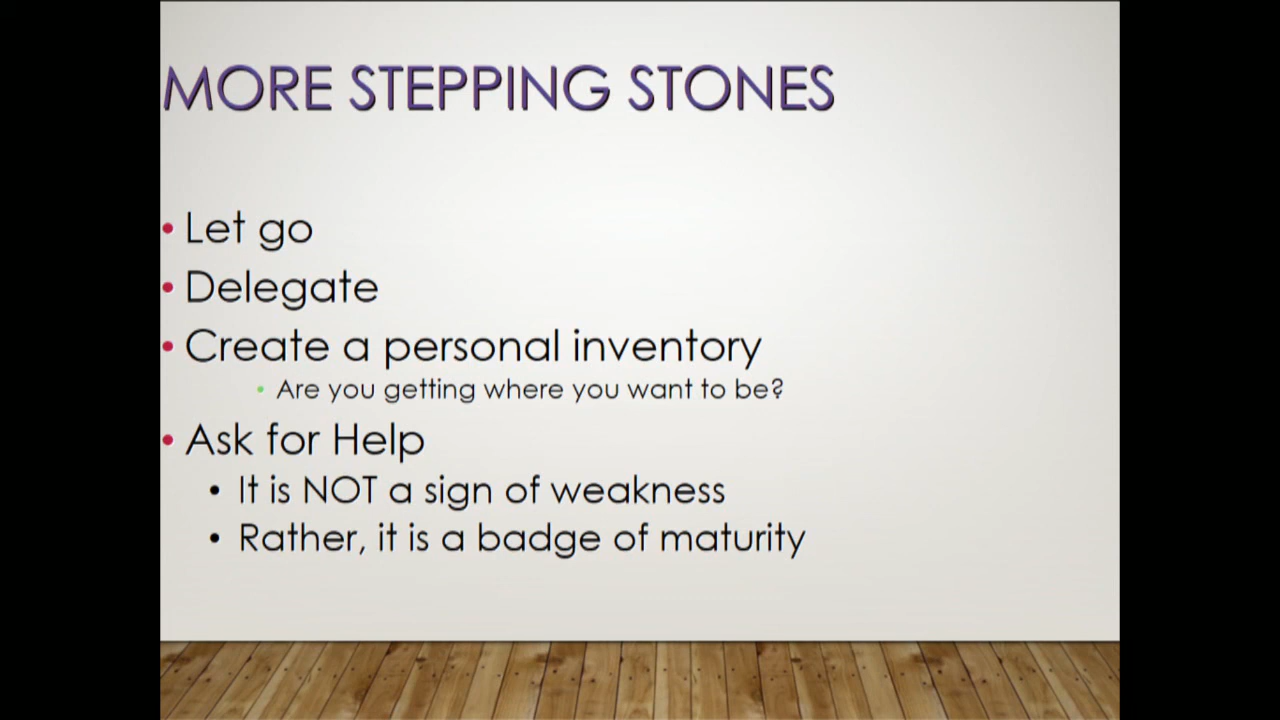 MORE STEPPING STONES
• Let go
• Delegate
• Create a personal inventory
• Are you getting where you want to be?
• Ask for Help
• It is NOT a sign of weakness
• Rather, it is a badge of maturity